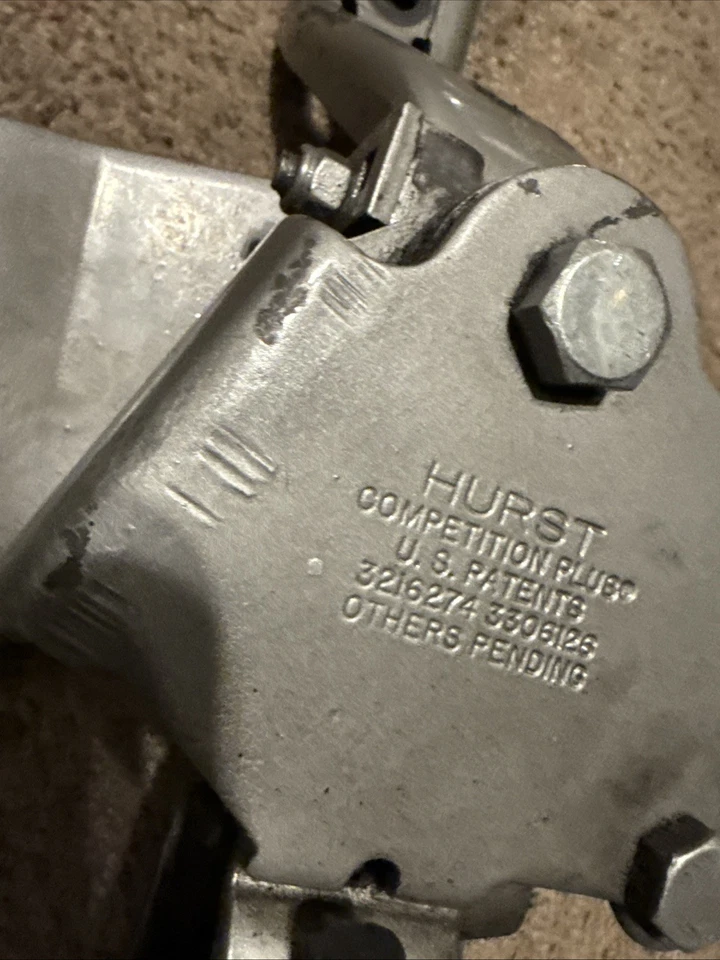 HURST
COMPETITION PLUS®
U. S. PATENTS
3216274 3306126
OTHERS PENDING